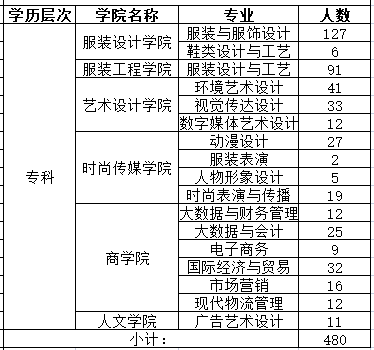 学历层次 学院名称 专业 人数
专科
服装设计学院 服装与服饰设计 127
鞋类设计与工艺 6
服装工程学院 服装设计与工艺 91
艺术设计学院 环境艺术设计 41
视觉传达设计 33
数字媒体艺术设计 12
时尚传媒学院 动漫设计 27
服装表演 2
人物形象设计 5
时尚表演与传播 19
商学院 大数据与财务管理 12
大数据与会计 25
电子商务 9
国际经济与贸易 32
市场营销 16
现代物流管理 12
人文学院 广告艺术设计 11
小计： 480